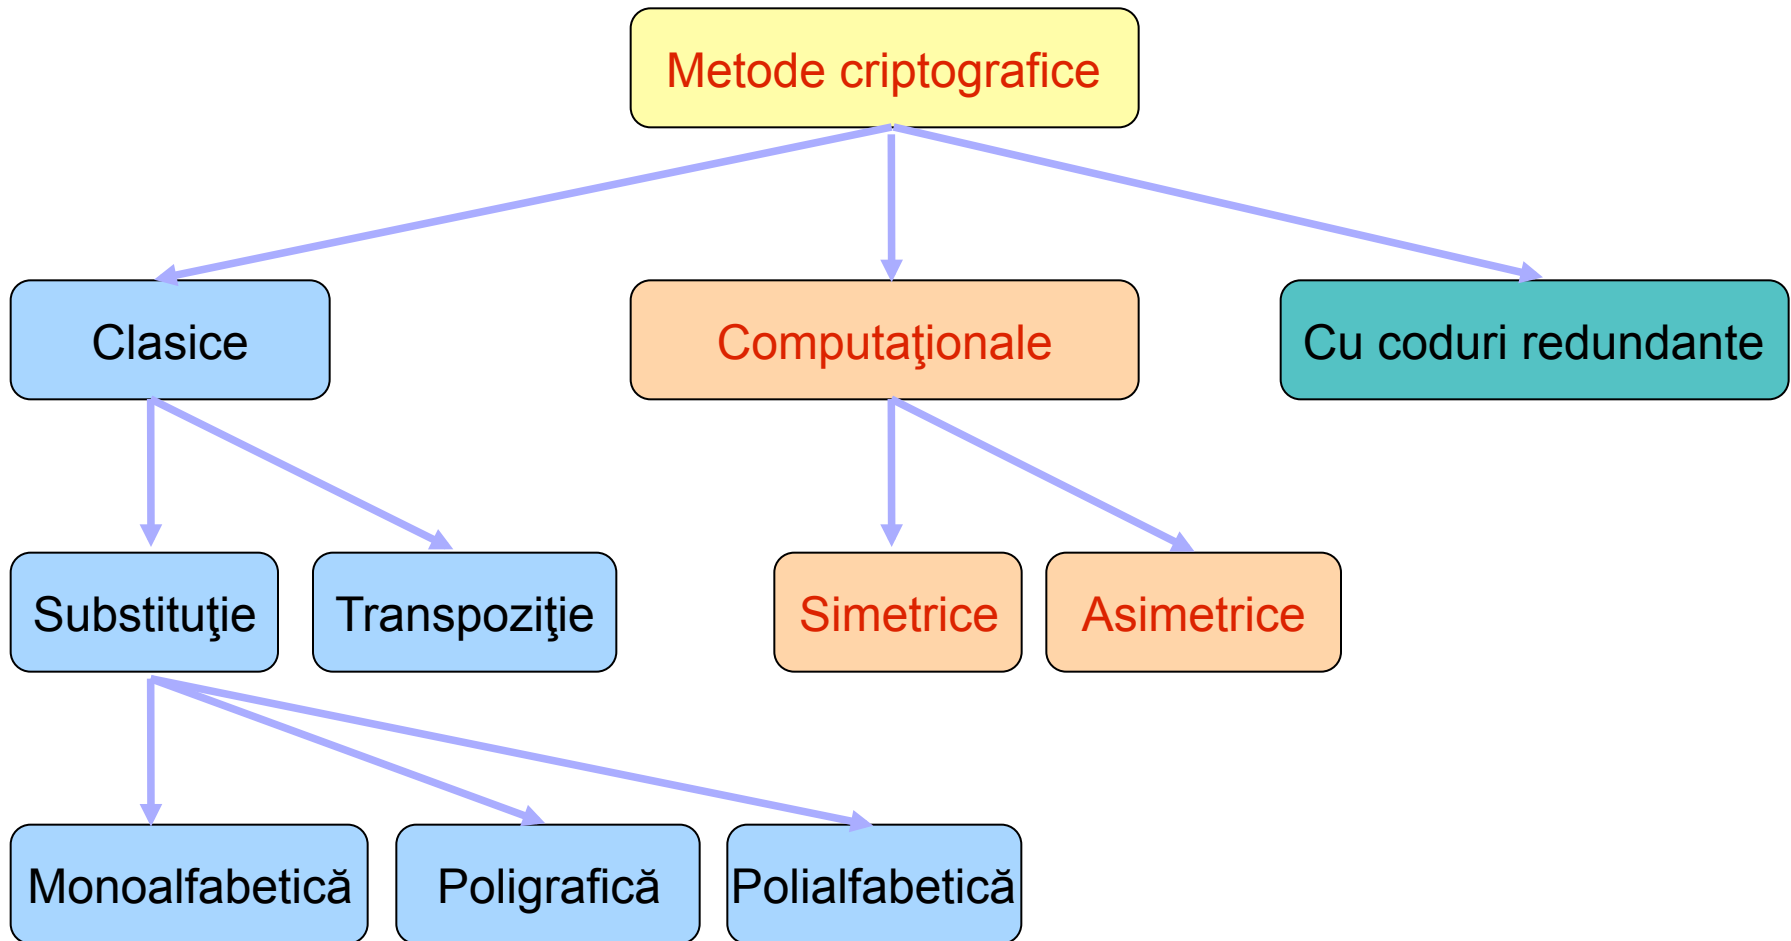 Metode criptografice
Clasice
Computaţionale
Cu coduri redundante
Substituţie
Transpoziţie
Simetrice
Asimetrice
Monoalfabetică
Poligrafică
Polialfabetică